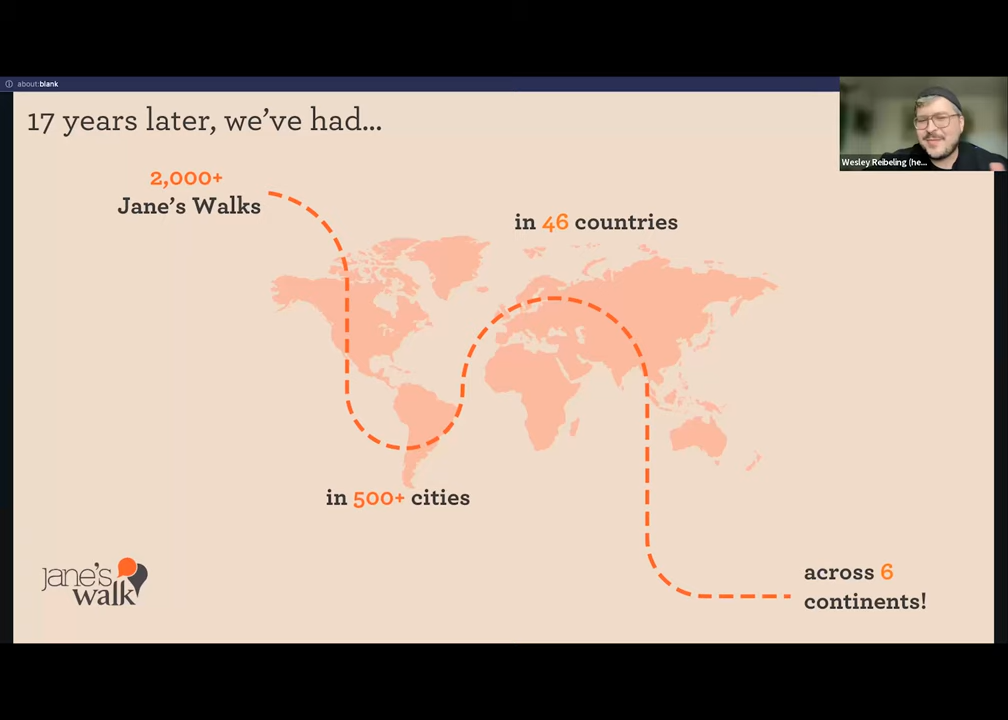 about:blank
17 years later, we've had...
2,000+
Jane's Walks
in 46 countries
in 500+ cities
across 6
continents!
jane's
walk
Wesley Reibeling (he...